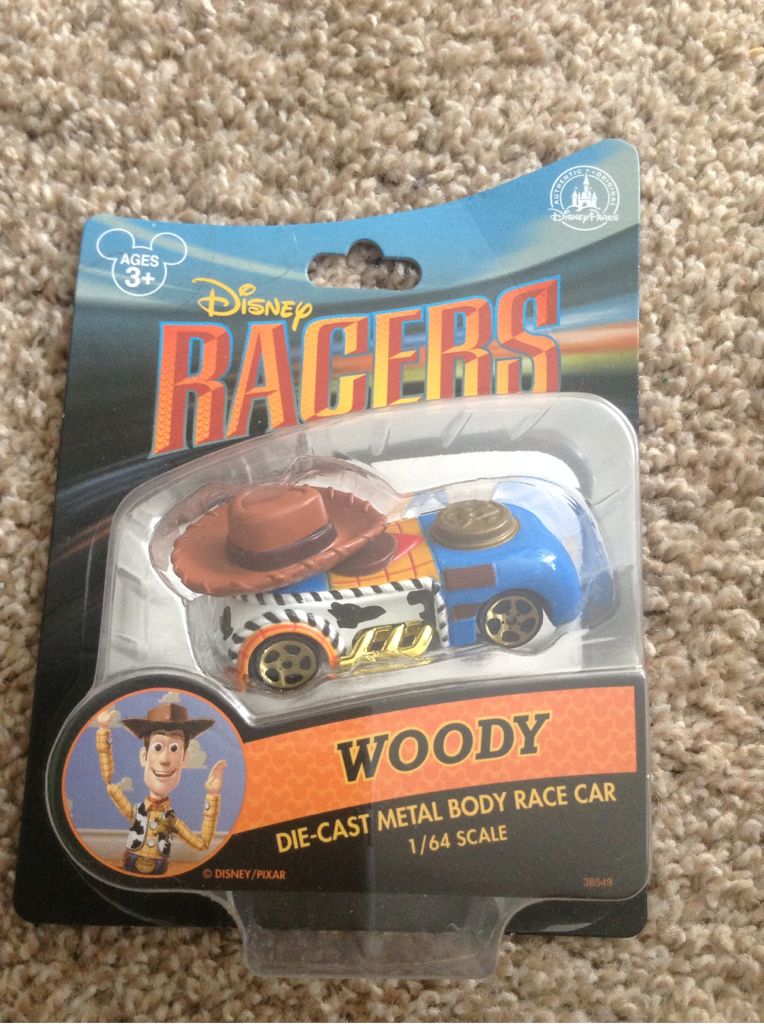 AUTHENTIC • ORIGINAL
DISNEY PARKS
AGES
3+
DISNEY
RACERS
WOODY
DIE-CAST METAL BODY RACE CAR
1/64 SCALE
© DISNEY/PIXAR
38549